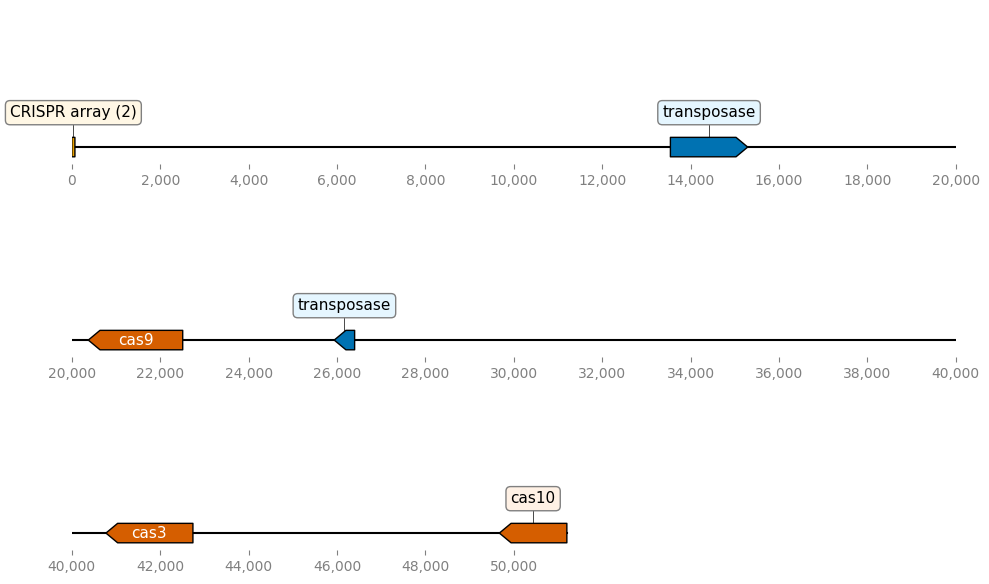 CRISPR array (2) transposase
0 2,000 4,000 6,000 8,000 10,000 12,000 14,000 16,000 18,000 20,000
transposase
cas9
20,000 22,000 24,000 26,000 28,000 30,000 32,000 34,000 36,000 38,000 40,000
cas10
cas3
40,000 42,000 44,000 46,000 48,000 50,000